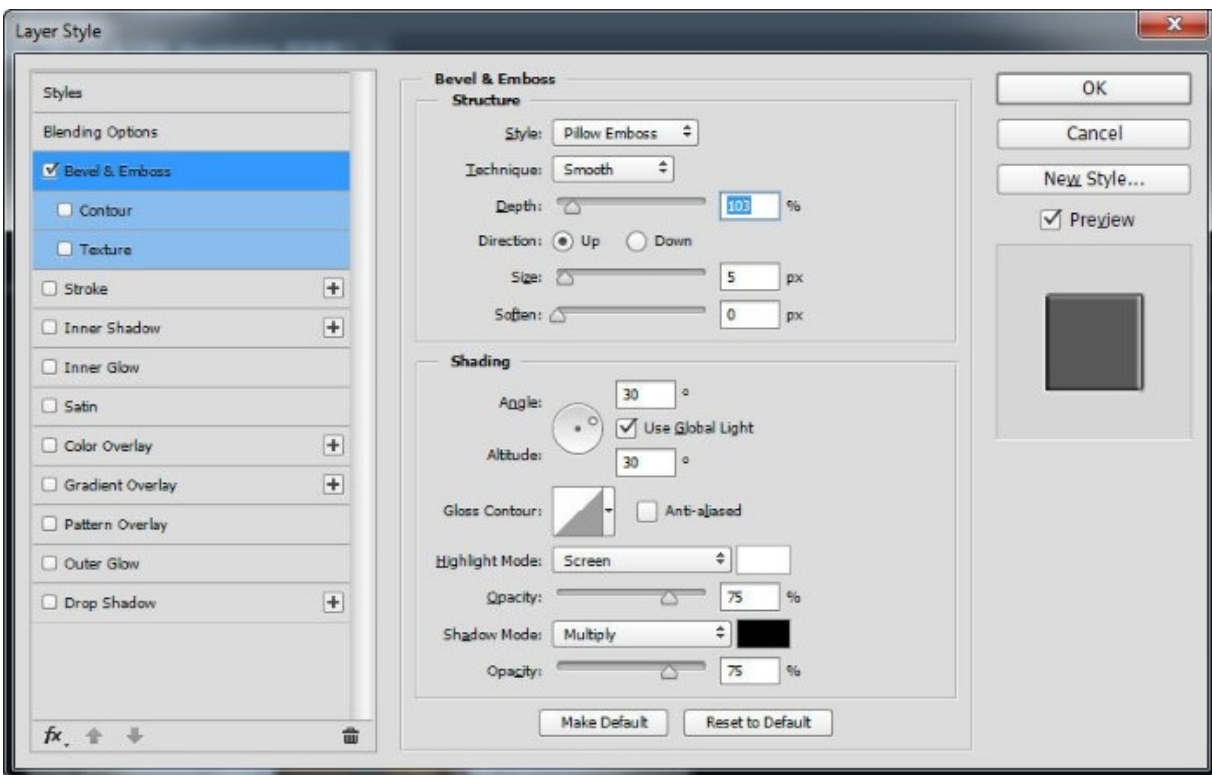 Layer Style
Styles
Blending Options
Bevel & Emboss
Contour
Texture
Stroke
Inner Shadow
Inner Glow
Satin
Color Overlay
Gradient Overlay
Pattern Overlay
Outer Glow
Drop Shadow
fx
Bevel & Emboss
Structure
Style: Pillow Emboss
Technique: Smooth
Depth: 103 %
Direction: Up Down
Size: 5 px
Soften: 0 px
Shading
Angle: 30 °
Use Global Light
Altitude: 30 °
Gloss Contour: Anti-aliased
Highlight Mode: Screen
Opacity: 75 %
Shadow Mode: Multiply
Opacity: 75 %
Make Default Reset to Default
OK
Cancel
New Style...
Preview